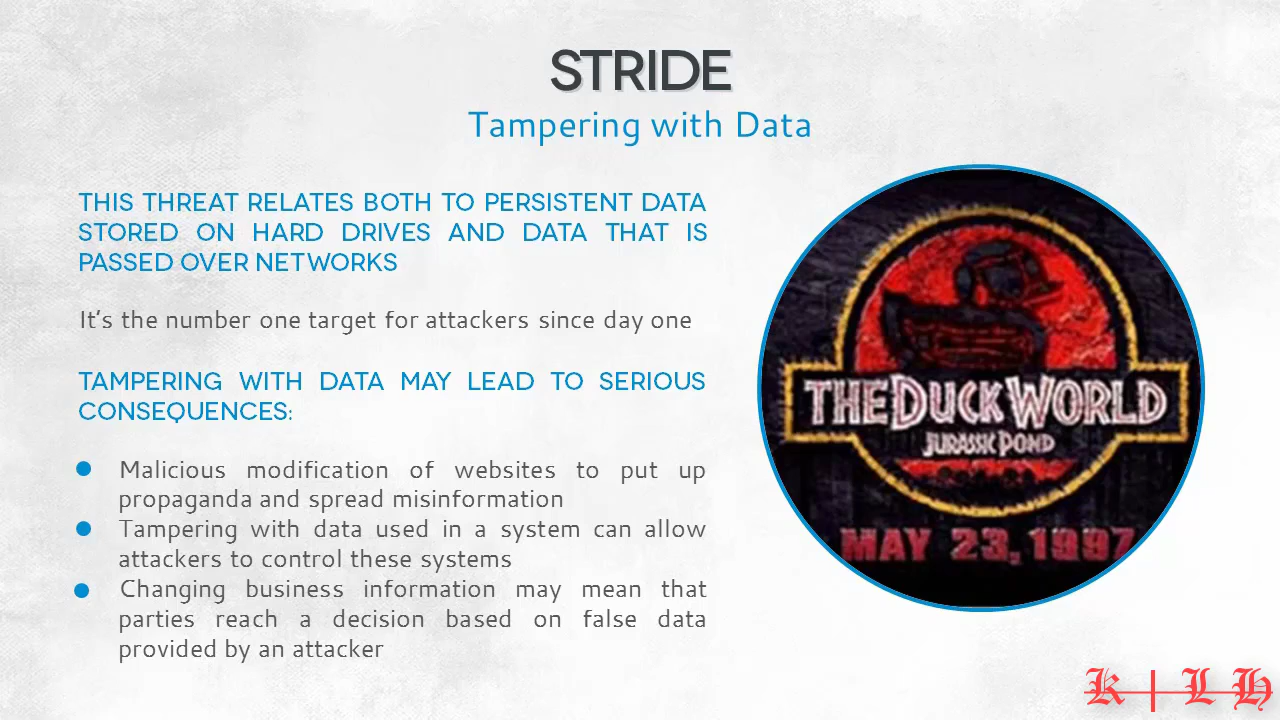 STRIDE
Tampering with Data
THIS THREAT RELATES BOTH TO PERSISTENT DATA
STORED ON HARD DRIVES AND DATA THAT IS
PASSED OVER NETWORKS
It's the number one target for attackers since day one
TAMPERING WITH DATA MAY LEAD TO SERIOUS
CONSEQUENCES:
Malicious modification of websites to put up
propaganda and spread misinformation
Tampering with data used in a system can allow
attackers to control these systems
Changing business information may mean that
parties reach a decision based on false data
provided by an attacker
THE DUCK WORLD
JURASSIC POND
MAY 23, 1997
K | L H